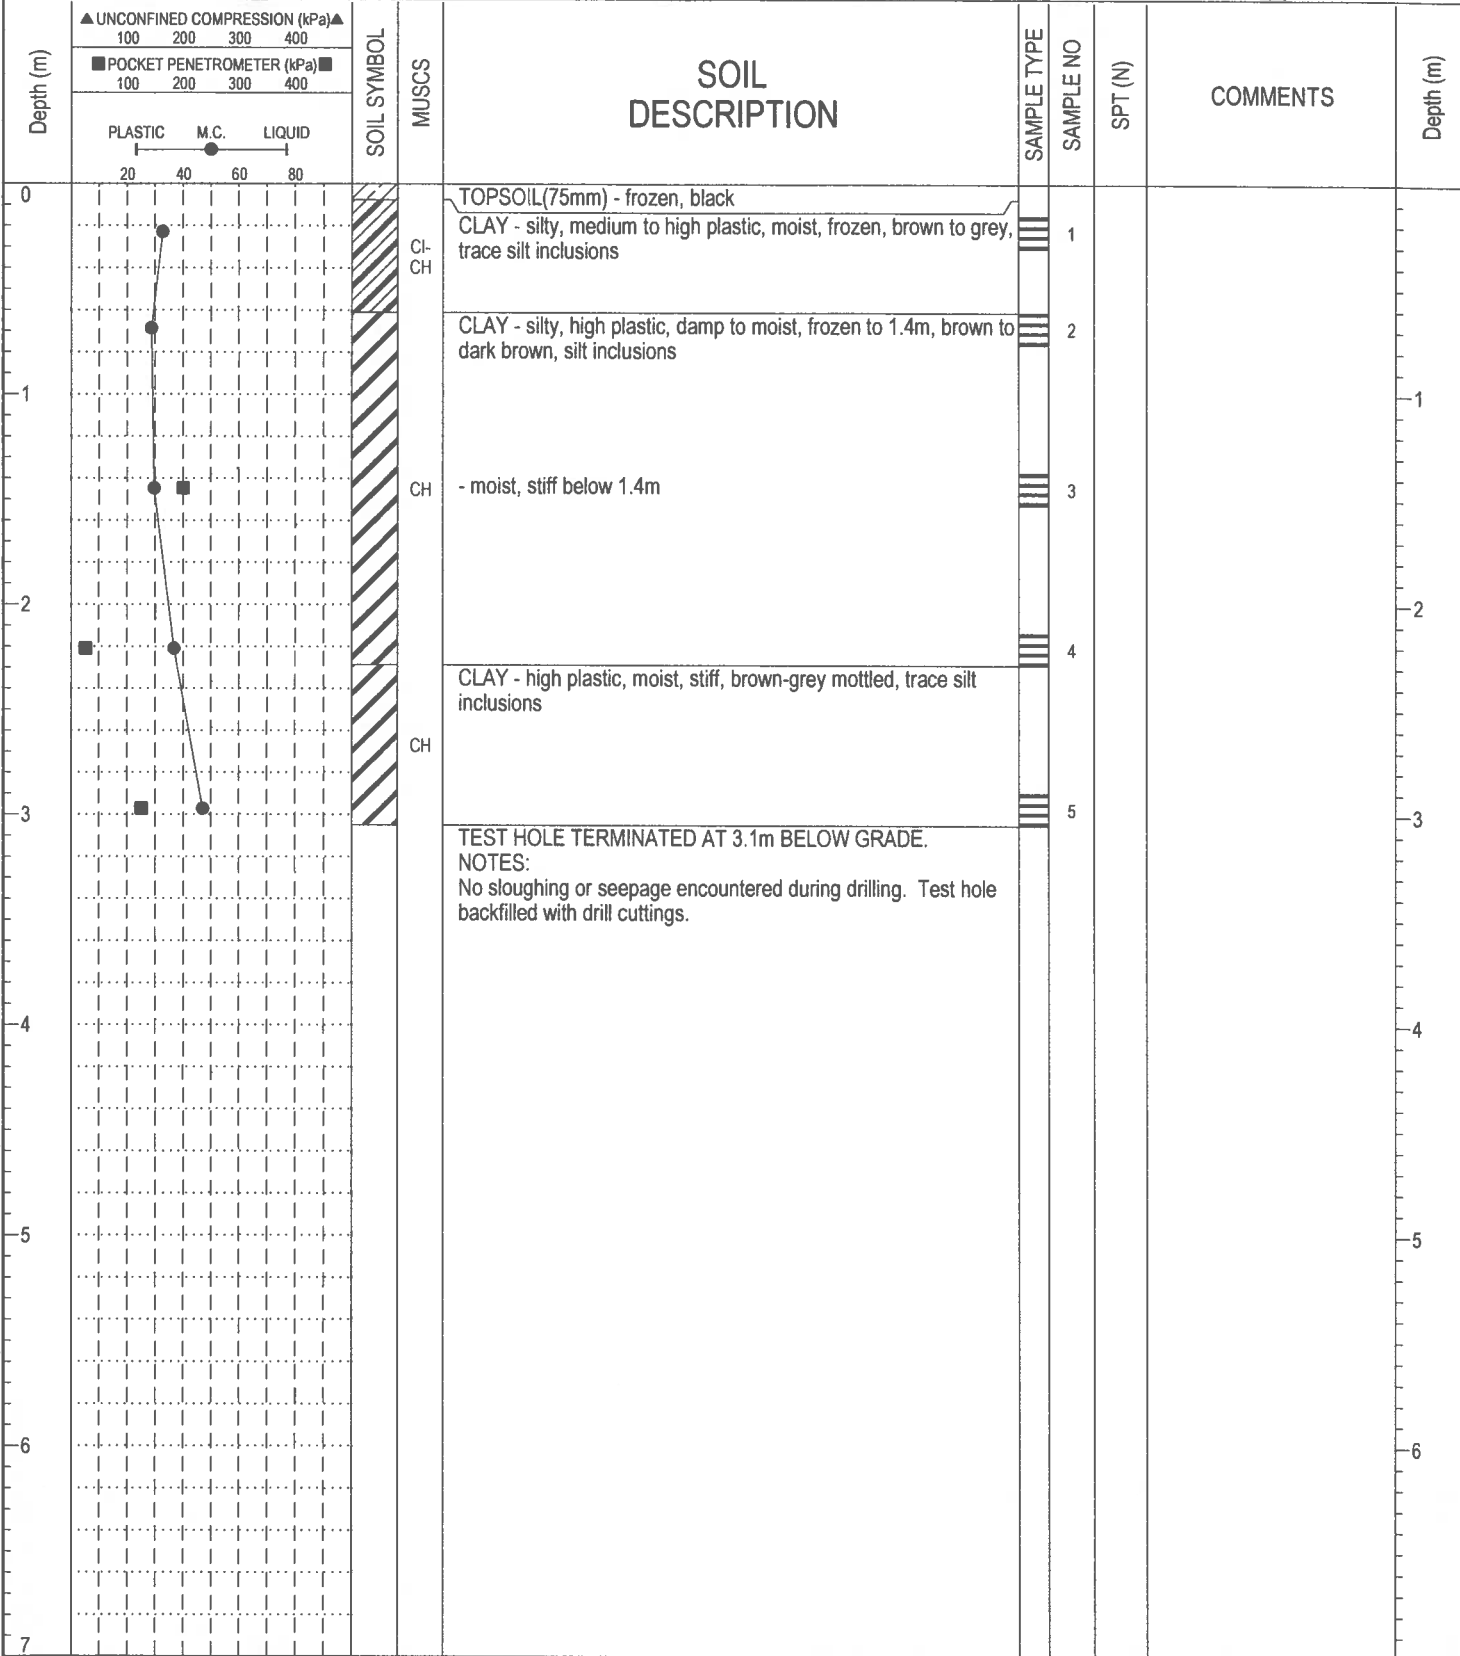 ▲ UNCONFINED COMPRESSION (kPa) ▲
100 200 300 400
■ POCKET PENETROMETER (kPa) ■
100 200 300 400
PLASTIC M.C. LIQUID
20 40 60 80
Depth (m)
SOIL SYMBOL
MUSCS
SOIL
DESCRIPTION
SAMPLE TYPE
SAMPLE NO
SPT (N)
COMMENTS
Depth (m)
0
TOPSOIL(75mm) - frozen, black
CLAY - silty, medium to high plastic, moist, frozen, brown to grey,
trace silt inclusions
CI-
CH
1
CLAY - silty, high plastic, damp to moist, frozen to 1.4m, brown to
dark brown, silt inclusions
2
1
1
CH
- moist, stiff below 1.4m
3
2
2
4
CLAY - high plastic, moist, stiff, brown-grey mottled, trace silt
inclusions
CH
5
3
3
TEST HOLE TERMINATED AT 3.1m BELOW GRADE.
NOTES:
No sloughing or seepage encountered during drilling. Test hole
backfilled with drill cuttings.
4
4
5
5
6
6
7